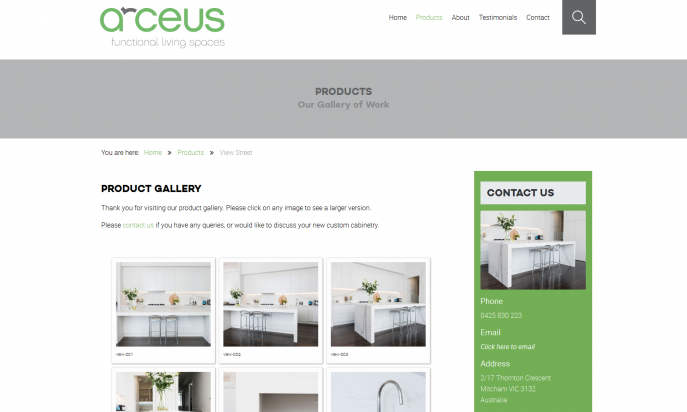 arceus
functional living spaces
Home Products About Testimonials Contact
PRODUCTS
Our Gallery of Work
You are here: Home » Products » View Street
PRODUCT GALLERY
Thank you for visiting our product gallery. Please click on any image to see a larger version.
Please contact us if you have any queries, or would like to discuss your new custom cabinetry.
view-001 view-002 view-003
CONTACT US
Phone
0425 830 223
Email
Click here to email
Address
2/17 Thornton Crescent
Mitcham VIC 3132
Australia